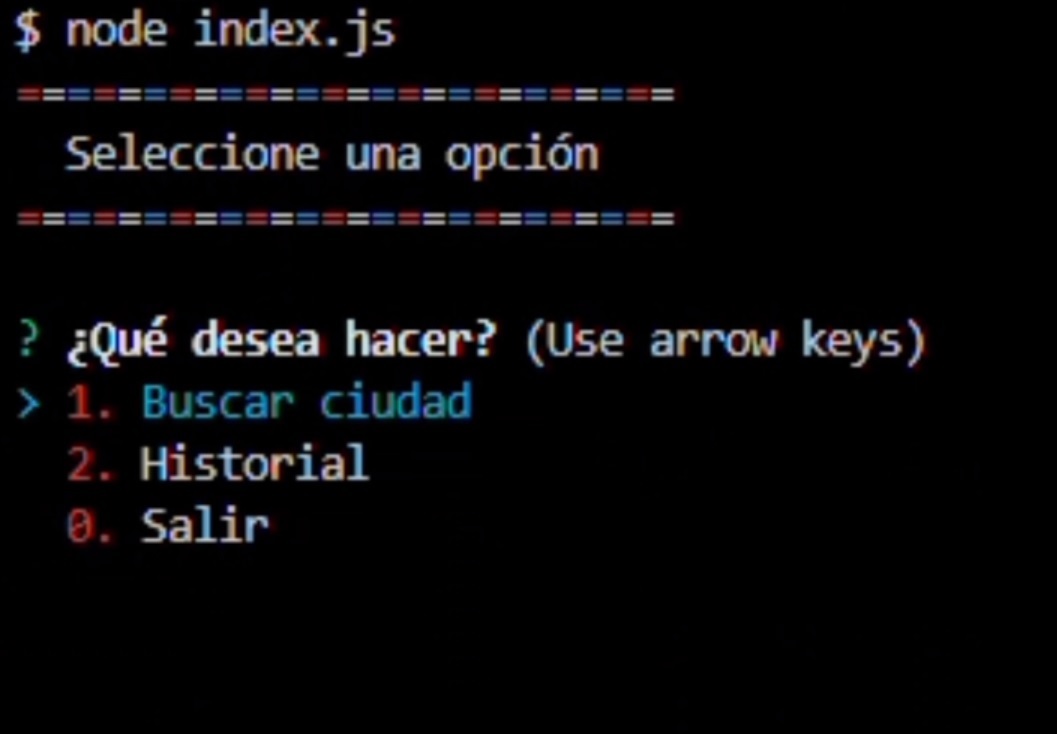 $ node index.js
==========================
Seleccione una opción
==========================
? ¿Qué desea hacer? (Use arrow keys)
> 1. Buscar ciudad
2. Historial
0. Salir